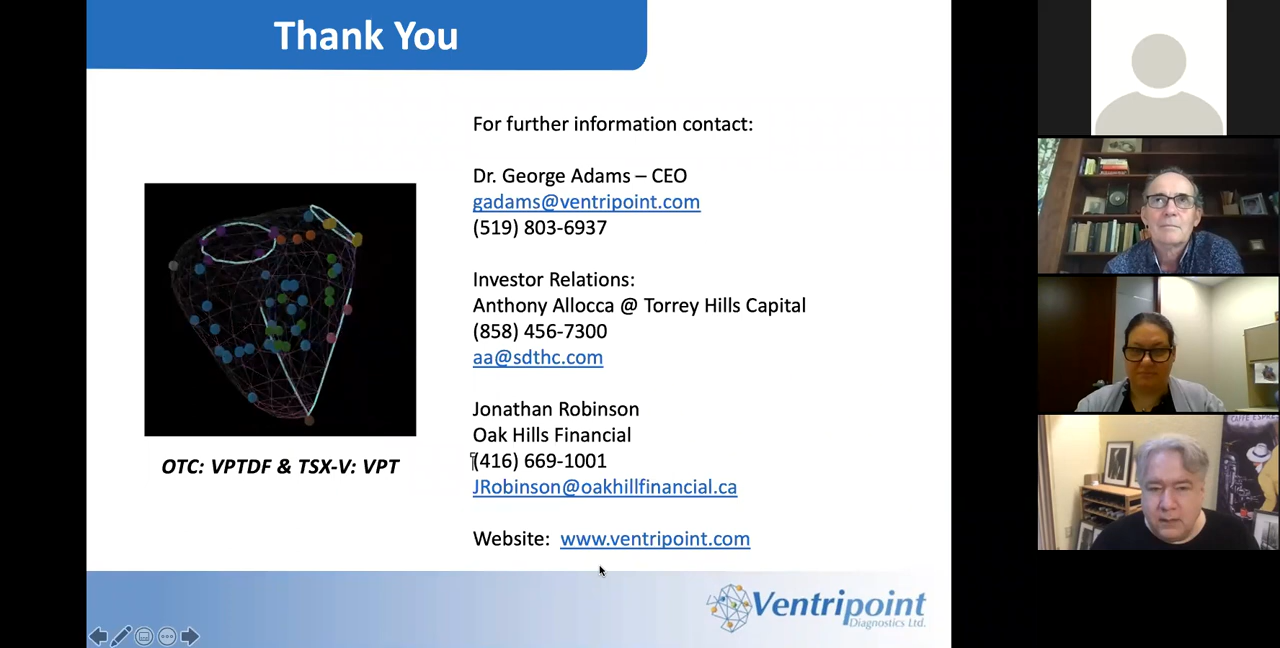 Thank You
For further information contact:
Dr. George Adams – CEO
gadams@ventripoint.com
(519) 803-6937
Investor Relations:
Anthony Allocca @ Torrey Hills Capital
(858) 456-7300
aa@sdthc.com
Jonathan Robinson
Oak Hills Financial
(416) 669-1001
JRobinson@oakhillfinancial.ca
Website: www.ventripoint.com
OTC: VPTDF & TSX-V: VPT
Ventripoint
Diagnostics Ltd.